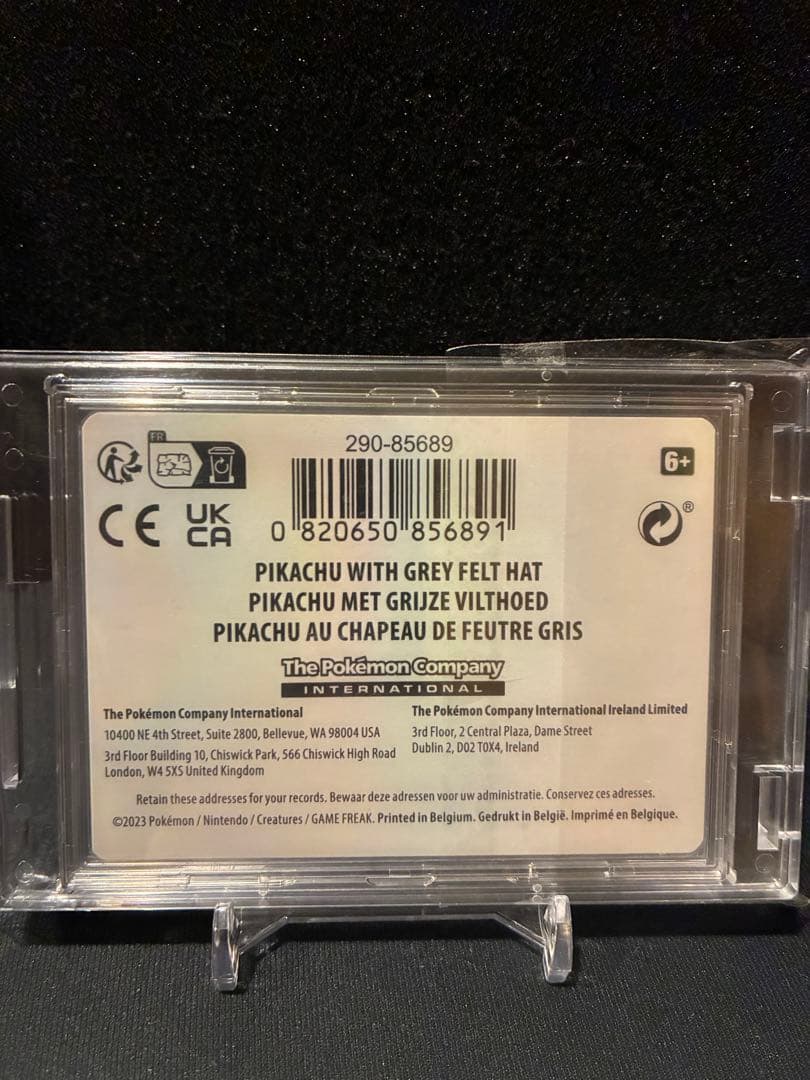 FR
290-85689
6+
CE
UK
CA
®
0 820650 856891
PIKACHU WITH GREY FELT HAT
PIKACHU MET GRIJZE VILTHOED
PIKACHU AU CHAPEAU DE FEUTRE GRIS
The Pokémon Company
INTERNATIONAL
The Pokémon Company International
10400 NE 4th Street, Suite 2800, Bellevue, WA 98004 USA
3rd Floor Building 10, Chiswick Park, 566 Chiswick High Road
London, W4 5XS United Kingdom
The Pokémon Company International Ireland Limited
3rd Floor, 2 Central Plaza, Dame Street
Dublin 2, D02 T0X4, Ireland
Retain these addresses for your records. Bewaar deze adressen voor uw administratie. Conservez ces adresses.
©2023 Pokémon / Nintendo / Creatures / GAME FREAK. Printed in Belgium. Gedrukt in België. Imprimé en Belgique.